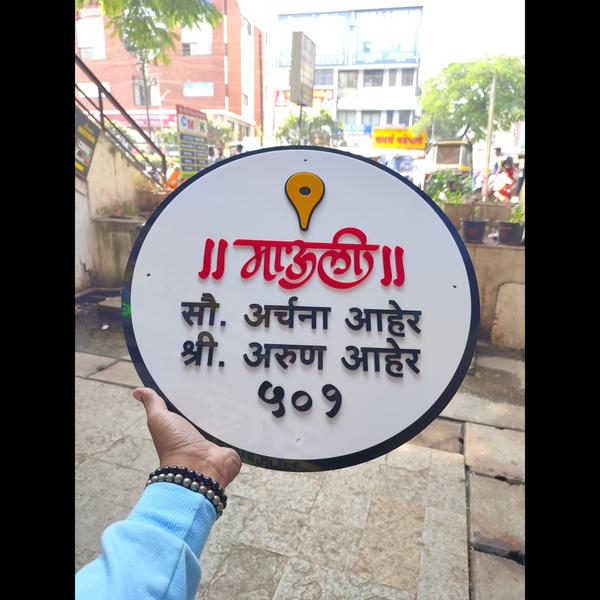 ॥ माऊली ॥
सौ. अर्चना आहेर
श्री. अरुण आहेर
५०१